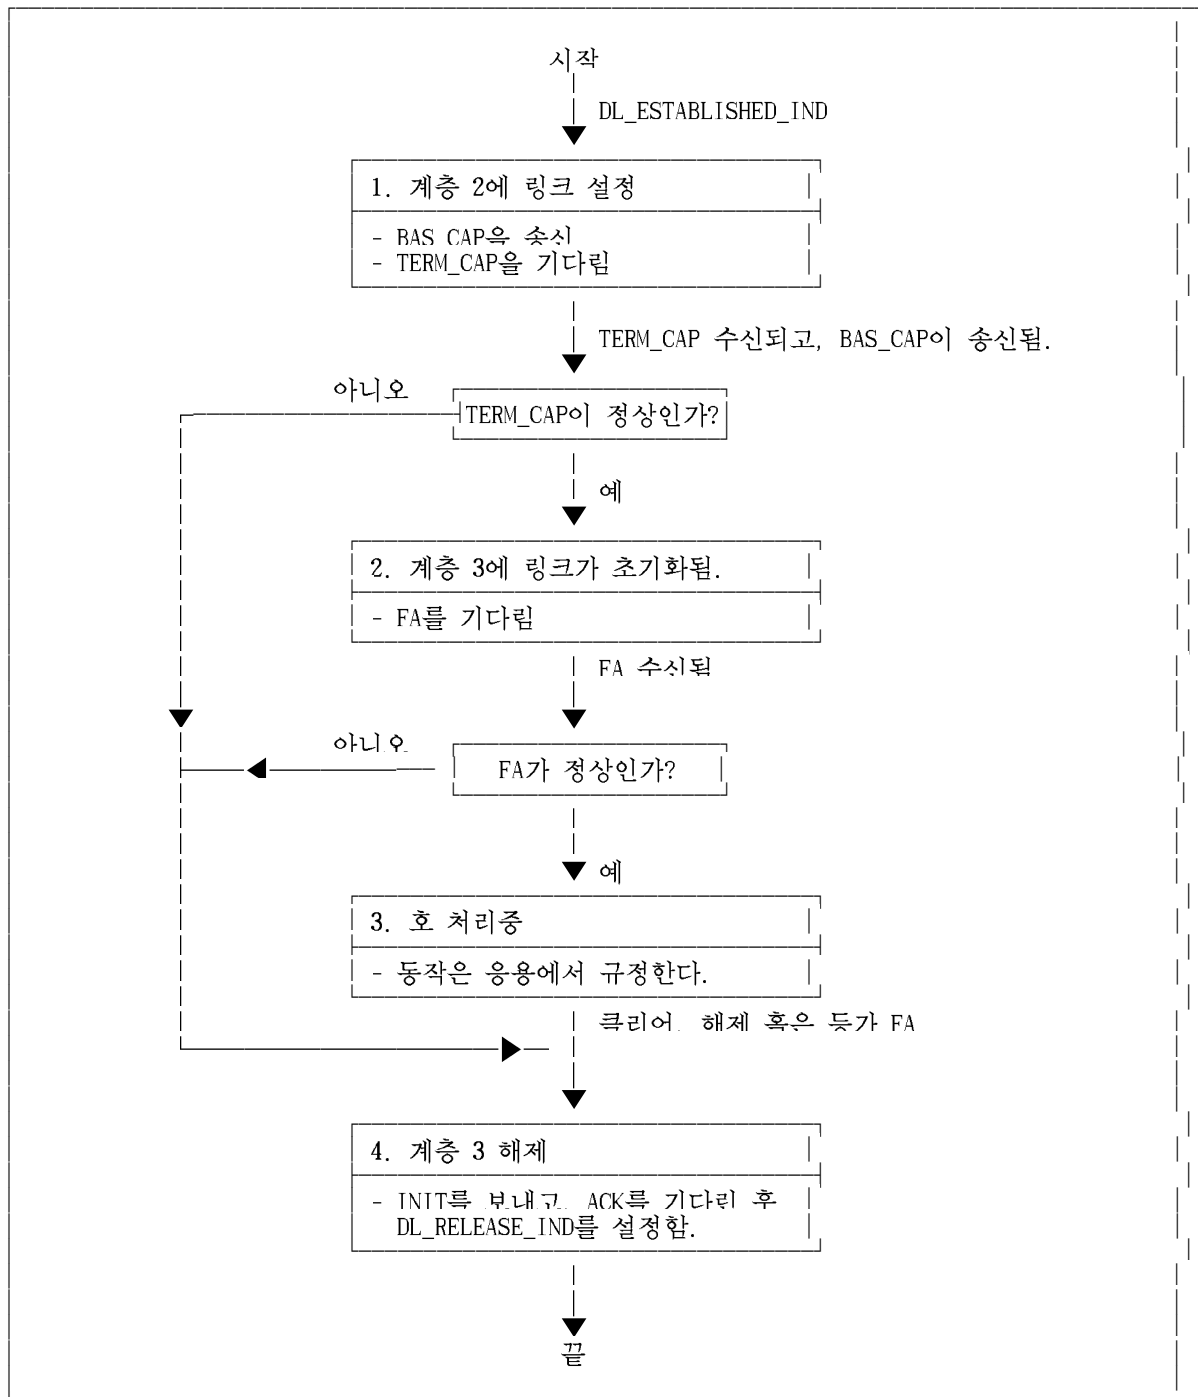 시작
DL_ESTABLISHED_IND
1. 계층 2에 링크 설정
- BAS_CAP을 송신
- TERM_CAP을 기다림
TERM_CAP 수신되고, BAS_CAP이 송신됨.
아니오
TERM_CAP이 정상인가?
예
2. 계층 3에 링크가 초기화됨.
- FA를 기다림
FA 수신됨
아니오
FA가 정상인가?
예
3. 호 처리중
- 동작은 응용에서 규정한다.
클리어, 해제 혹은 등가 FA
4. 계층 3 해제
- INIT를 보내고, ACK를 기다린 후
DL_RELEASE_IND를 설정함.
끝